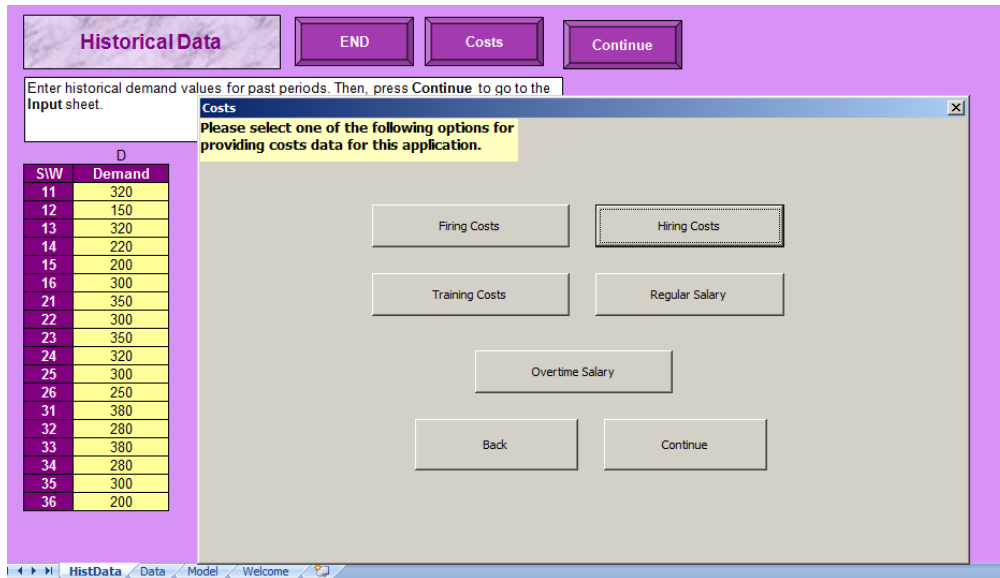 Historical Data
END
Costs
Continue
Enter historical demand values for past periods. Then, press Continue to go to the
Input sheet.
Costs
Please select one of the following options for
providing costs data for this application.
D
S\W Demand
11 320
12 150
13 320
14 220
15 200
16 300
21 350
22 300
23 350
24 320
25 300
26 250
31 380
32 280
33 380
34 280
35 300
36 200
Firing Costs
Hiring Costs
Training Costs
Regular Salary
Overtime Salary
Back
Continue
HistData Data Model Welcome